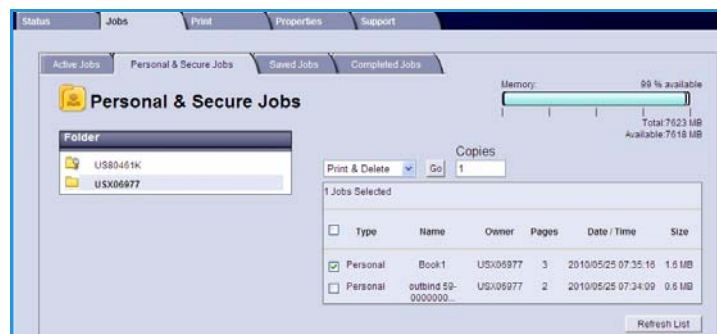 Status Jobs Print Properties Support
Active Jobs Personal & Secure Jobs Saved Jobs Completed Jobs
Personal & Secure Jobs
Memory: 99 % available
Total:7623 MB
Available:7618 MB
Folder
US80461K
USX06977
Copies
Print & Delete Go 1
1 Jobs Selected
Type Name Owner Pages Date / Time Size
Personal Book1 USX06977 3 2010/05/25 07:35:16 1.6 MB
Personal outbind 59-0000000... USX06977 2 2010/05/25 07:34:09 0.6 MB
Refresh List